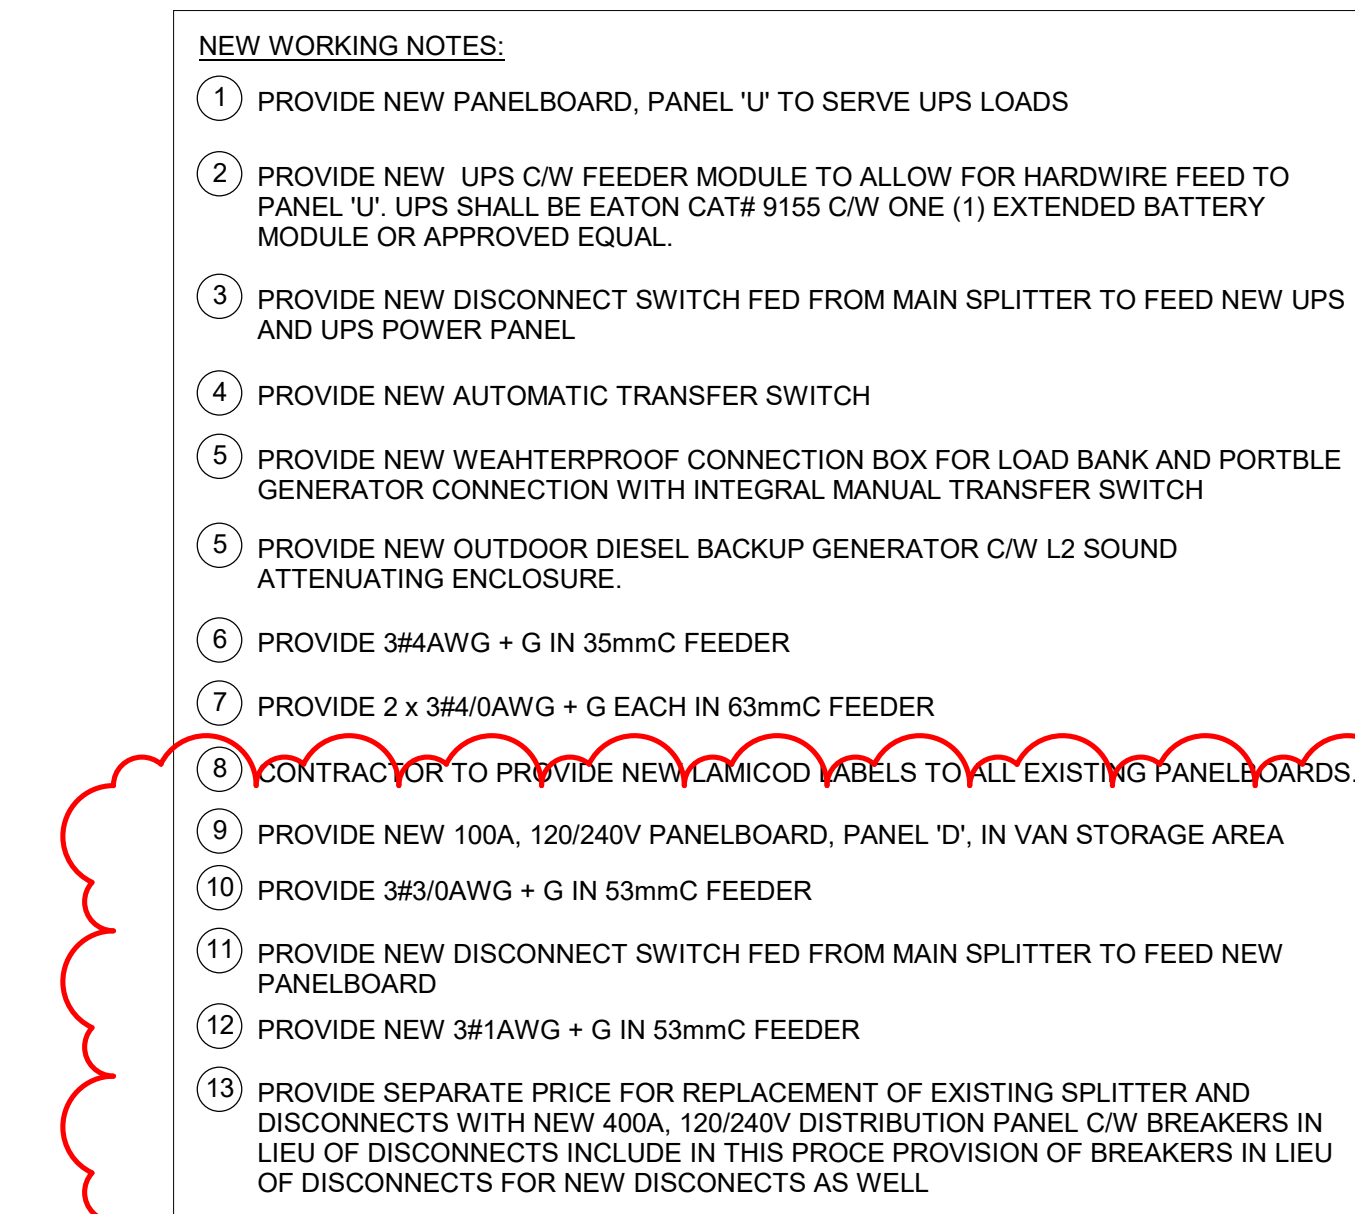 NEW WORKING NOTES:
1 PROVIDE NEW PANELBOARD, PANEL 'U' TO SERVE UPS LOADS
2 PROVIDE NEW UPS C/W FEEDER MODULE TO ALLOW FOR HARDWIRE FEED TO
PANEL 'U'. UPS SHALL BE EATON CAT# 9155 C/W ONE (1) EXTENDED BATTERY
MODULE OR APPROVED EQUAL.
3 PROVIDE NEW DISCONNECT SWITCH FED FROM MAIN SPLITTER TO FEED NEW UPS
AND UPS POWER PANEL
4 PROVIDE NEW AUTOMATIC TRANSFER SWITCH
5 PROVIDE NEW WEAHTERPROOF CONNECTION BOX FOR LOAD BANK AND PORTBLE
GENERATOR CONNECTION WITH INTEGRAL MANUAL TRANSFER SWITCH
5 PROVIDE NEW OUTDOOR DIESEL BACKUP GENERATOR C/W L2 SOUND
ATTENUATING ENCLOSURE.
6 PROVIDE 3#4AWG + G IN 35mmC FEEDER
7 PROVIDE 2 x 3#4/0AWG + G EACH IN 63mmC FEEDER
8 CONTRACTOR TO PROVIDE NEW LAMICOD LABELS TO ALL EXISTING PANELBOARDS.
9 PROVIDE NEW 100A, 120/240V PANELBOARD, PANEL 'D', IN VAN STORAGE AREA
10 PROVIDE 3#3/0AWG + G IN 53mmC FEEDER
11 PROVIDE NEW DISCONNECT SWITCH FED FROM MAIN SPLITTER TO FEED NEW
PANELBOARD
12 PROVIDE NEW 3#1AWG + G IN 53mmC FEEDER
13 PROVIDE SEPARATE PRICE FOR REPLACEMENT OF EXISTING SPLITTER AND
DISCONNECTS WITH NEW 400A, 120/240V DISTRIBUTION PANEL C/W BREAKERS IN
LIEU OF DISCONNECTS INCLUDE IN THIS PROCE PROVISION OF BREAKERS IN LIEU
OF DISCONNECTS FOR NEW DISCONECTS AS WELL